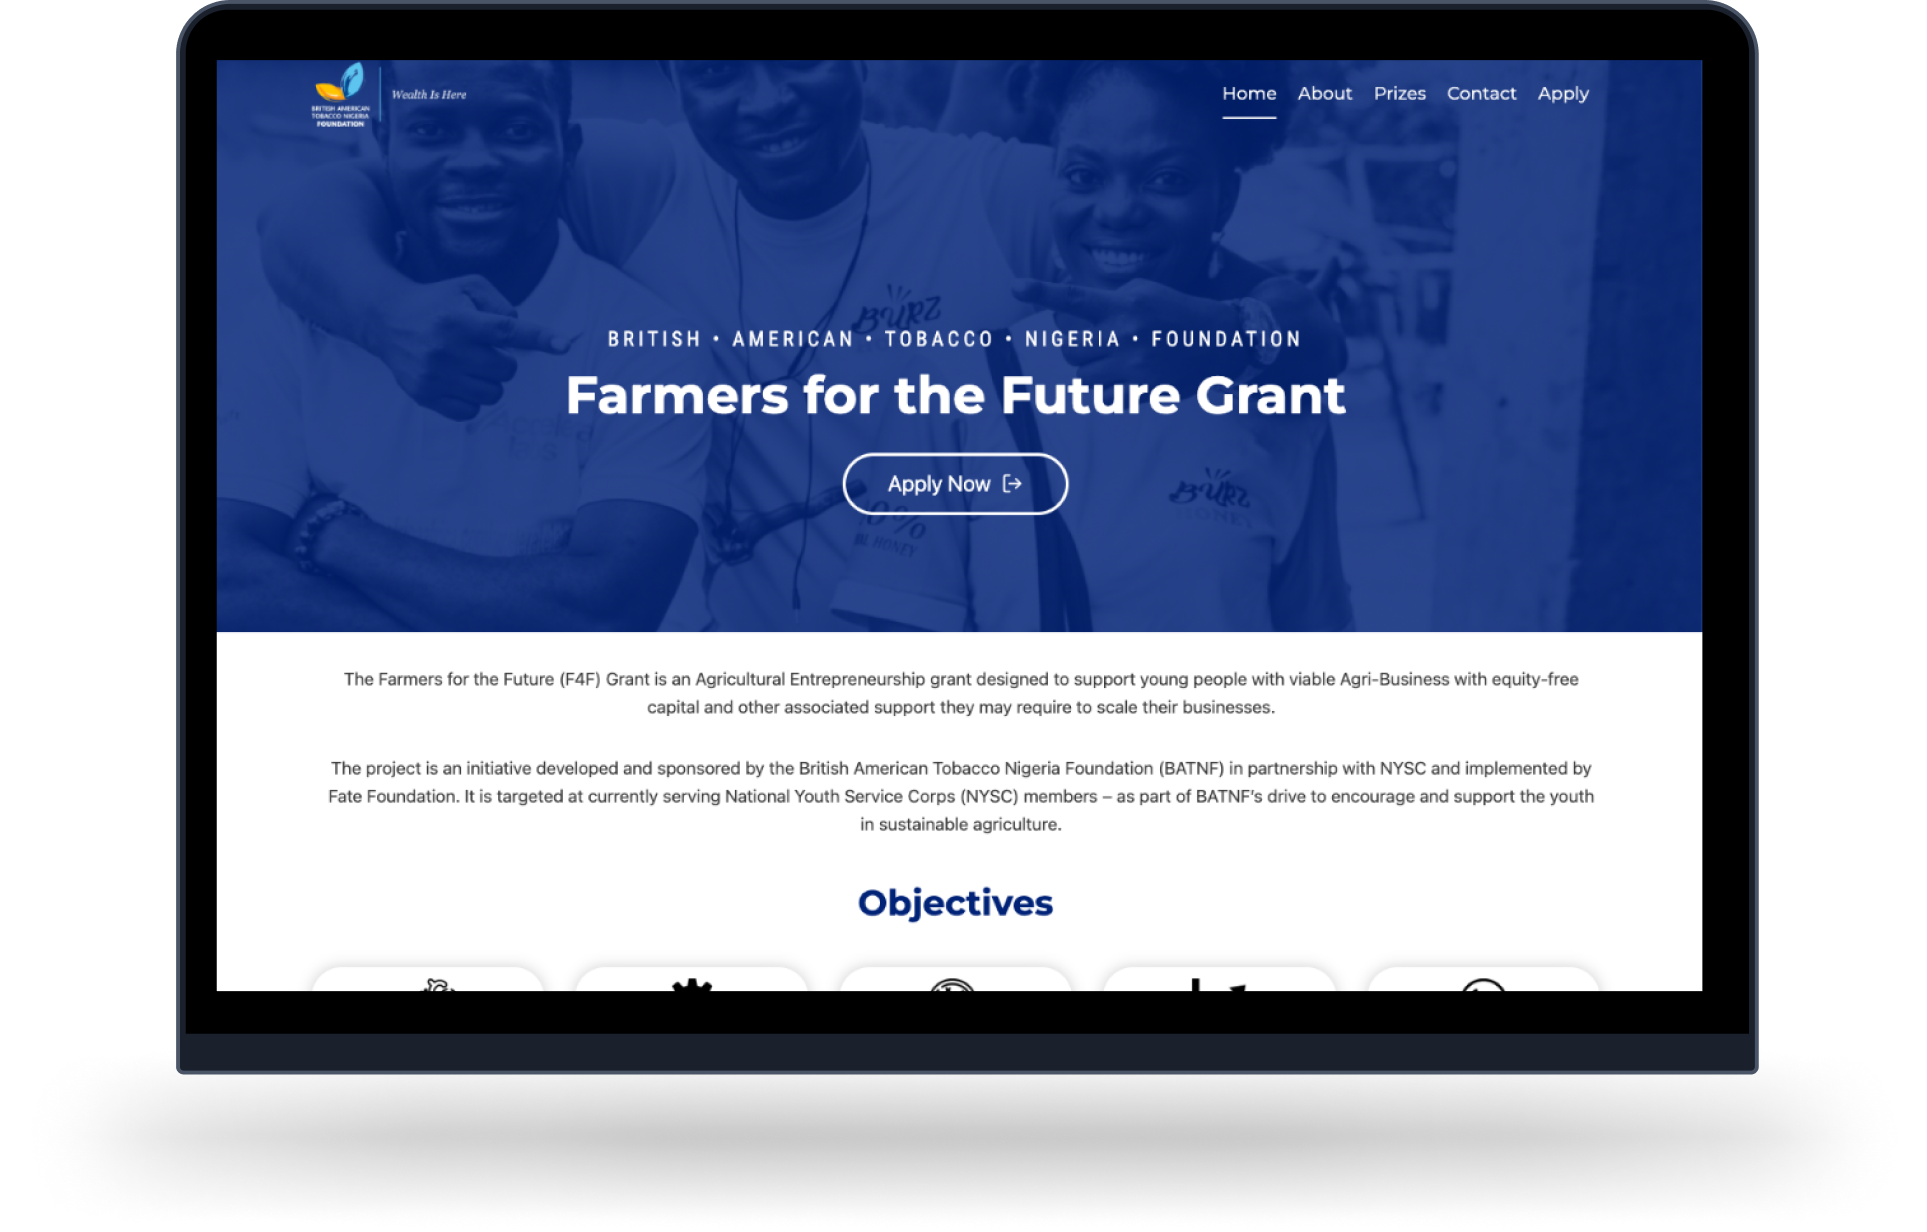 BRITISH AMERICAN
TOBACCO NIGERIA
FOUNDATION
Wealth Is Here
Home About Prizes Contact Apply
BURZ
BRITISH • AMERICAN • TOBACCO • NIGERIA • FOUNDATION
Farmers for the Future Grant
Apply Now
BURZ
HONEY
0%
HONEY
The Farmers for the Future (F4F) Grant is an Agricultural Entrepreneurship grant designed to support young people with viable Agri-Business with equity-free
capital and other associated support they may require to scale their businesses.
The project is an initiative developed and sponsored by the British American Tobacco Nigeria Foundation (BATNF) in partnership with NYSC and implemented by
Fate Foundation. It is targeted at currently serving National Youth Service Corps (NYSC) members – as part of BATNF's drive to encourage and support the youth
in sustainable agriculture.
Objectives